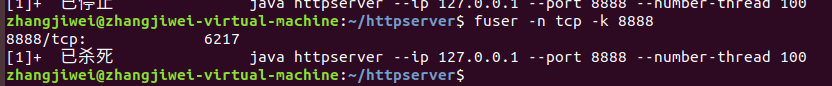 [1]+  已停止               java httpserver --ip 127.0.0.1 --port 8888 --number-thread 100
zhangjiwei@zhangjiwei-virtual-machine:~/httpserver$ fuser -n tcp -k 8888
8888/tcp:             6217
[1]+  已杀死               java httpserver --ip 127.0.0.1 --port 8888 --number-thread 100
zhangjiwei@zhangjiwei-virtual-machine:~/httpserver$